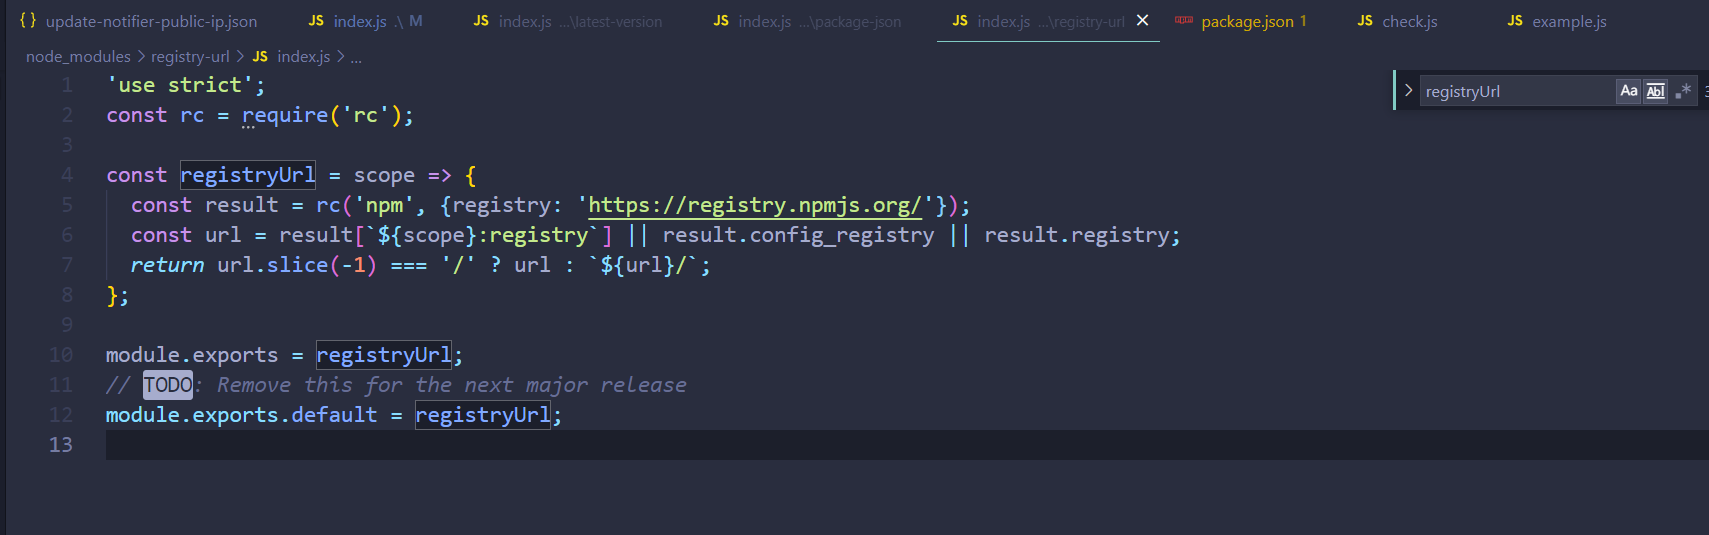 { } update-notifier-public-ip.json JS index.js .\ M JS index.js ...\latest-version JS index.js ...\package-json JS index.js ...\registry-url × npm package.json 1 JS check.js JS example.js
node_modules > registry-url > JS index.js > ...
registryUrl Aa Abl .*
1 'use strict';
2 const rc = require('rc');
3
4 const registryUrl = scope => {
5 const result = rc('npm', {registry: 'https://registry.npmjs.org/'});
6 const url = result[`${scope}:registry`] || result.config_registry || result.registry;
7 return url.slice(-1) === '/' ? url : `${url}/`;
8 };
9
10 module.exports = registryUrl;
11 // TODO: Remove this for the next major release
12 module.exports.default = registryUrl;
13